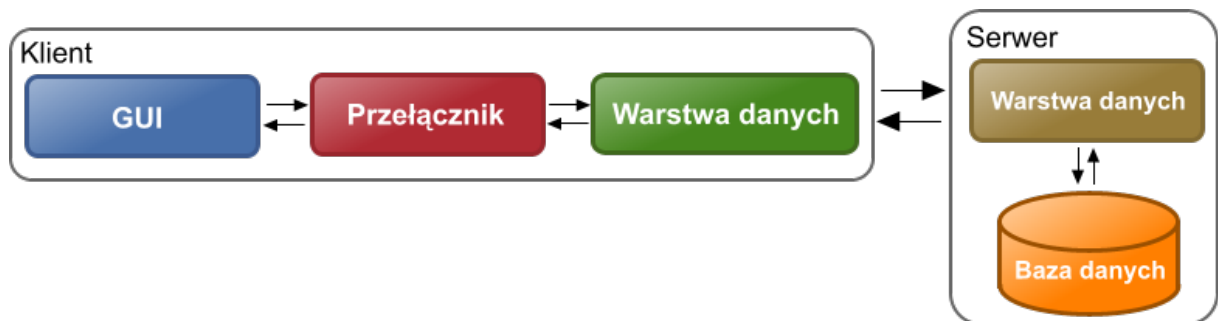 Klient
GUI
Przełącznik
Warstwa danych
Serwer
Warstwa danych
Baza danych